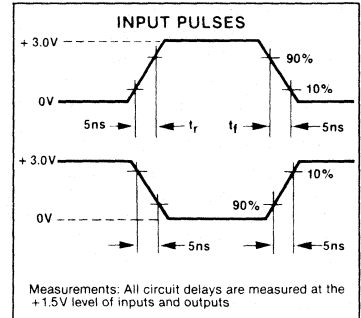 INPUT PULSES
+ 3.0V
90%
10%
0V
5ns tr tf 5ns
+ 3.0V
10%
90%
0V
5ns 5ns
Measurements: All circuit delays are measured at the
+1.5V level of inputs and outputs